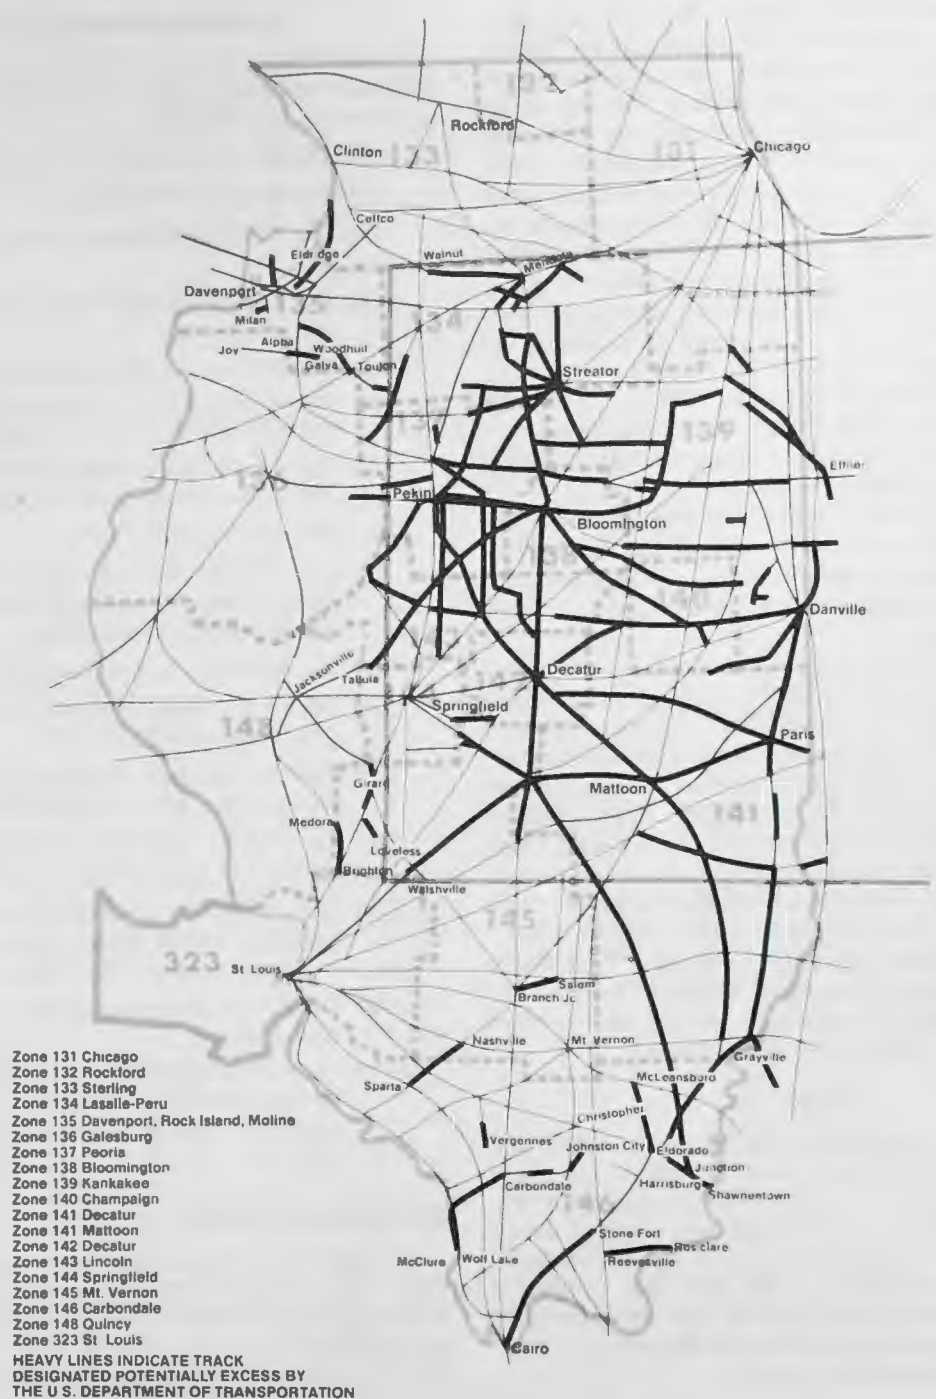 Rockford
Chicago
Clinton
133
131
Cellco
Eldridge
Walnut
Mendota
Davenport
Milan
134
Alpha
Joy
Woodhull
Galva
Toulon
Streator
139
Effner
Pekin
Bloomington
138
Danville
Jacksonville
Tallula
Decatur
Springfield
148
Paris
Girard
Mattoon
Medora
141
Loveless
Brighton
Walshville
145
323
St Louis
Salem
Branch Jc
Nashville
Mt. Vernon
Grayville
Sparta
McLeansboro
Christopher
Vergennes
Johnston City
Eldorado
Junction
Carbondale
Harrisburg
Shawneetown
Stone Fort
McClure
Wolf Lake
Rosiclare
Reevesville
Cairo
Zone 131 Chicago
Zone 132 Rockford
Zone 133 Sterling
Zone 134 Lasalle-Peru
Zone 135 Davenport, Rock Island, Moline
Zone 136 Galesburg
Zone 137 Peoria
Zone 138 Bloomington
Zone 139 Kankakee
Zone 140 Champaign
Zone 141 Decatur
Zone 141 Mattoon
Zone 142 Decatur
Zone 143 Lincoln
Zone 144 Springfield
Zone 145 Mt. Vernon
Zone 146 Carbondale
Zone 148 Quincy
Zone 323 St Louis
HEAVY LINES INDICATE TRACK
DESIGNATED POTENTIALLY EXCESS BY
THE U S. DEPARTMENT OF TRANSPORTATION